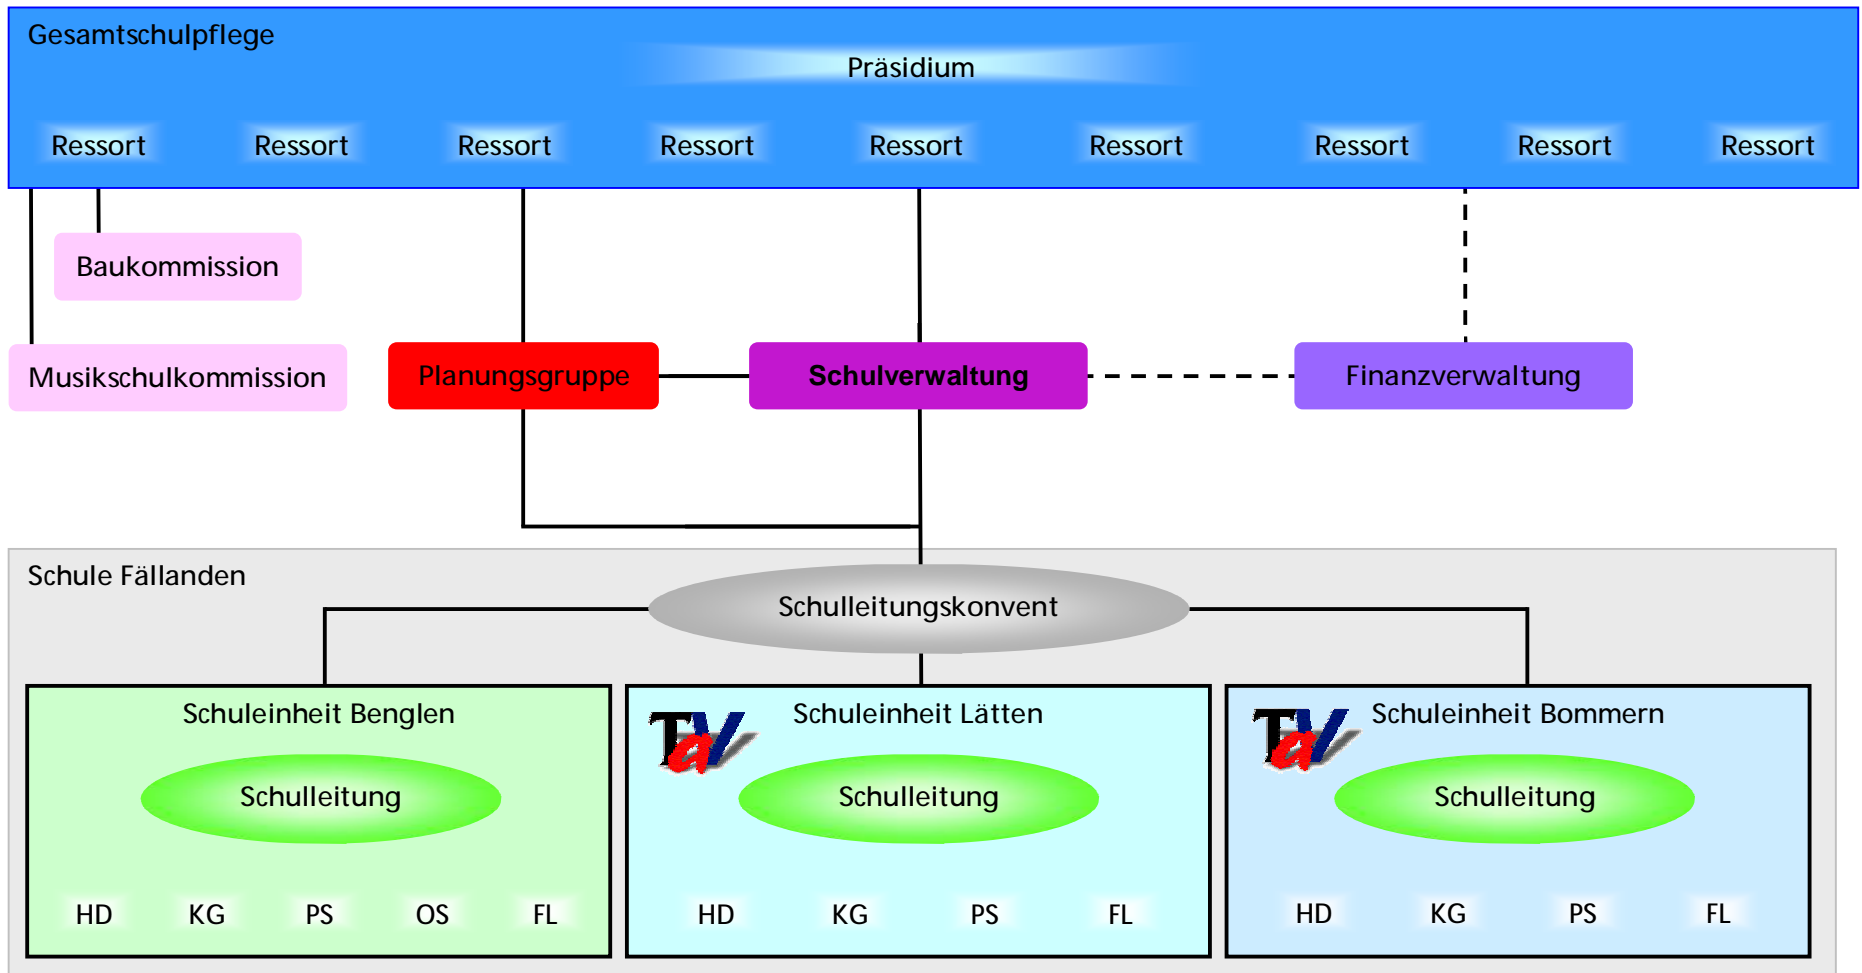 Gesamtschulpflege
Präsidium
Ressort Ressort Ressort Ressort Ressort Ressort Ressort Ressort Ressort
Baukommission
Musikschulkommission Planungsgruppe Schulverwaltung Finanzverwaltung
Schule Fällanden
Schulleitungskonvent
Schuleinheit Benglen
Schulleitung
HD KG PS OS FL
TaV Schuleinheit Lätten
Schulleitung
HD KG PS FL
TaV Schuleinheit Bommern
Schulleitung
HD KG PS FL